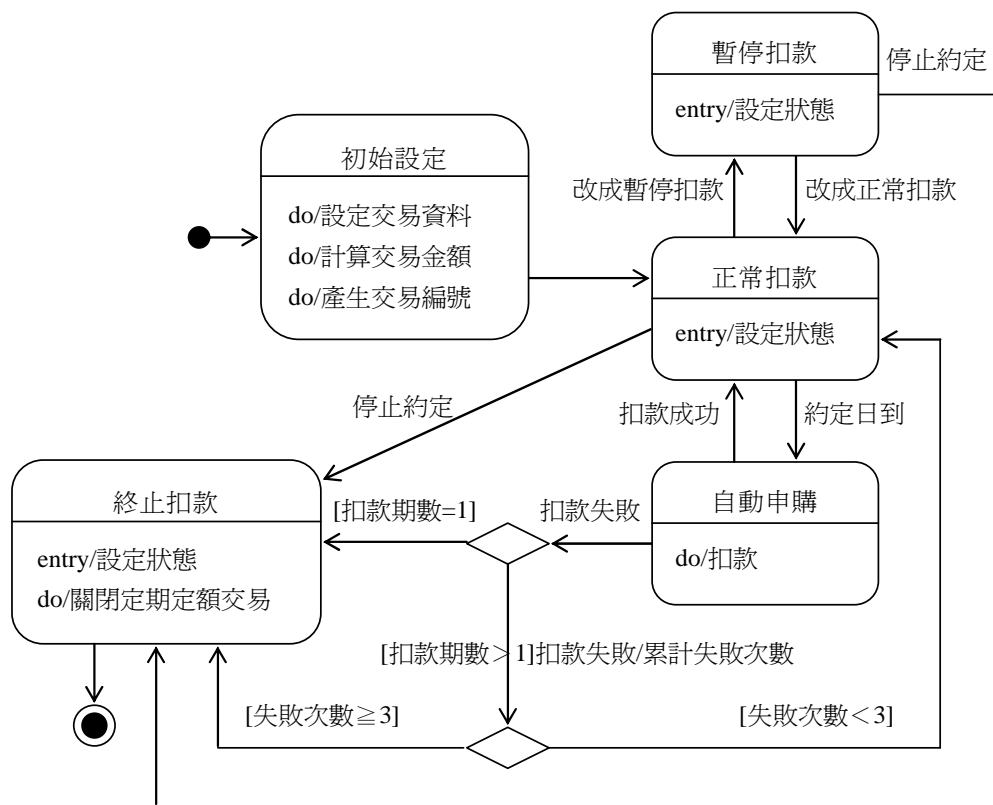 暫停扣款
entry/設定狀態
停止約定
初始設定
do/設定交易資料
do/計算交易金額
do/產生交易編號
改成暫停扣款
改成正常扣款
正常扣款
entry/設定狀態
停止約定
扣款成功
約定日到
終止扣款
entry/設定狀態
do/關閉定期定額交易
[扣款期數=1]
扣款失敗
自動申購
do/扣款
[扣款期數＞1]扣款失敗/累計失敗次數
[失敗次數≧3]
[失敗次數＜3]